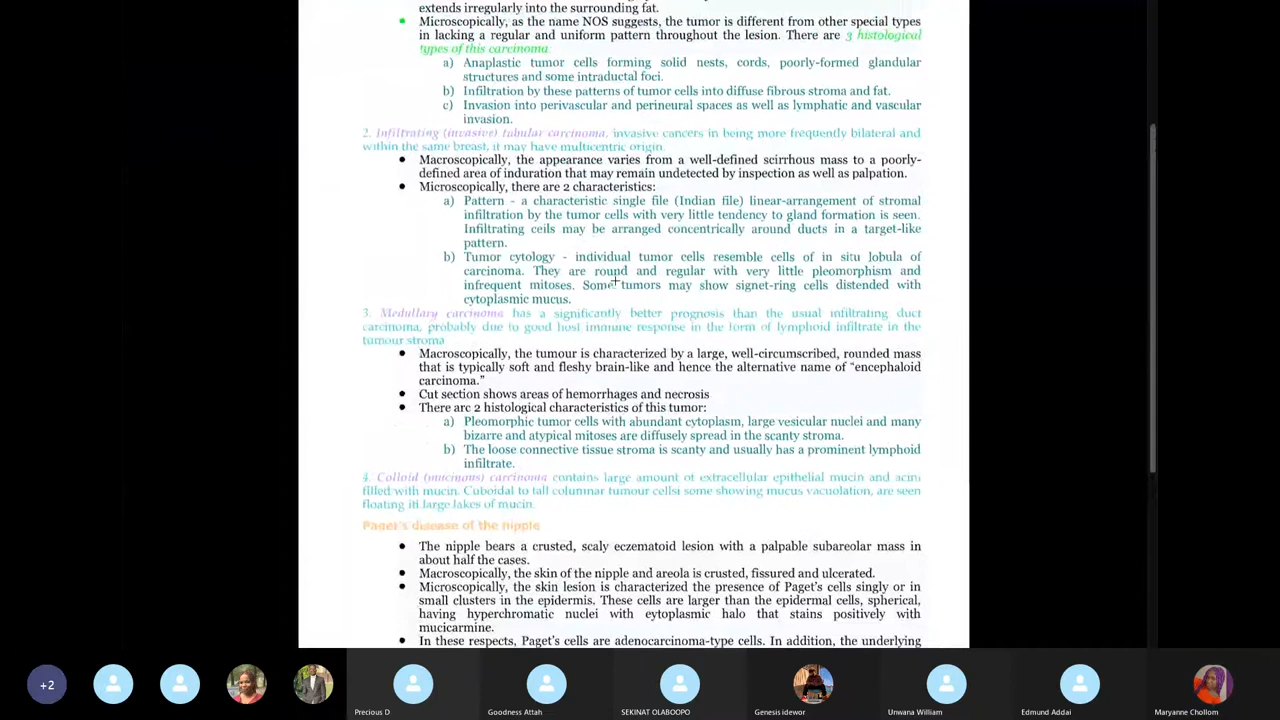 extends irregularly into the surrounding fat.
• Microscopically, as the name NOS suggests, the tumor is different from other special types
in lacking a regular and uniform pattern throughout the lesion. There are 3 histological
types of this carcinoma
a) Anaplastic tumor cells forming solid nests, cords, poorly-formed glandular
structures and some intraductal foci.
b) Infiltration by these patterns of tumor cells into diffuse fibrous stroma and fat.
c) Invasion into perivascular and perineural spaces as well as lymphatic and vascular
invasion.
2. Infiltrating (invasive) tubular carcinoma, invasive cancers in being more frequently bilateral and
within the same breast, it may have multicentric origin.
• Macroscopically, the appearance varies from a well-defined scirrhous mass to a poorly-
defined area of induration that may remain undetected by inspection as well as palpation.
• Microscopically, there are 2 characteristics:
a) Pattern - a characteristic single file (Indian file) linear-arrangement of stromal
infiltration by the tumor cells with very little tendency to gland formation is seen.
Infiltrating ceils may be arranged concentrically around ducts in a target-like
pattern.
b) Tumor cytology - individual tumor cells resemble cells of in situ lobula of
carcinoma. They are round and regular with very little pleomorphism and
infrequent mitoses. Some tumors may show signet-ring cells distended with
cytoplasmic mucus.
3. Medullary carcinoma has a significantly better prognosis than the usual infiltrating duct
carcinoma, probably due to good host immune response in the form of lymphoid infiltrate in the
tumour stroma
• Macroscopically, the tumour is characterized by a large, well-circumscribed, rounded mass
that is typically soft and fleshy brain-like and hence the alternative name of "encephaloid
carcinoma."
• Cut section shows areas of hemorrhages and necrosis
• There are 2 histological characteristics of this tumor:
a) Pleomorphic tumor cells with abundant cytoplasm, large vesicular nuclei and many
bizarre and atypical mitoses are diffusely spread in the scanty stroma.
b) The loose connective tissue stroma is scanty and usually has a prominent lymphoid
infiltrate.
4. Colloid (mucinous) carcinoma contains large amount of extracellular epithelial mucin and acini
filled with mucin. Cuboidal to tall columnar tumour cellsi some showing mucus vacuolation, are seen
floating iti large lakes of mucin.
Paget's disease of the nipple
• The nipple bears a crusted, scaly eczematoid lesion with a palpable subareolar mass in
about half the cases.
• Macroscopically, the skin of the nipple and areola is crusted, fissured and ulcerated.
• Microscopically, the skin lesion is characterized the presence of Paget's cells singly or in
small clusters in the epidermis. These cells are larger than the epidermal cells, spherical,
having hyperchromatic nuclei with cytoplasmic halo that stains positively with
mucicarmine.
• In these respects, Paget's cells are adenocarcinoma-type cells. In addition, the underlying
+2
Precious D
Goodness Attah
SEKINAT OLABOOPO
Genesis idewor
Unwana William
Edmund Addai
Maryanne Chollom